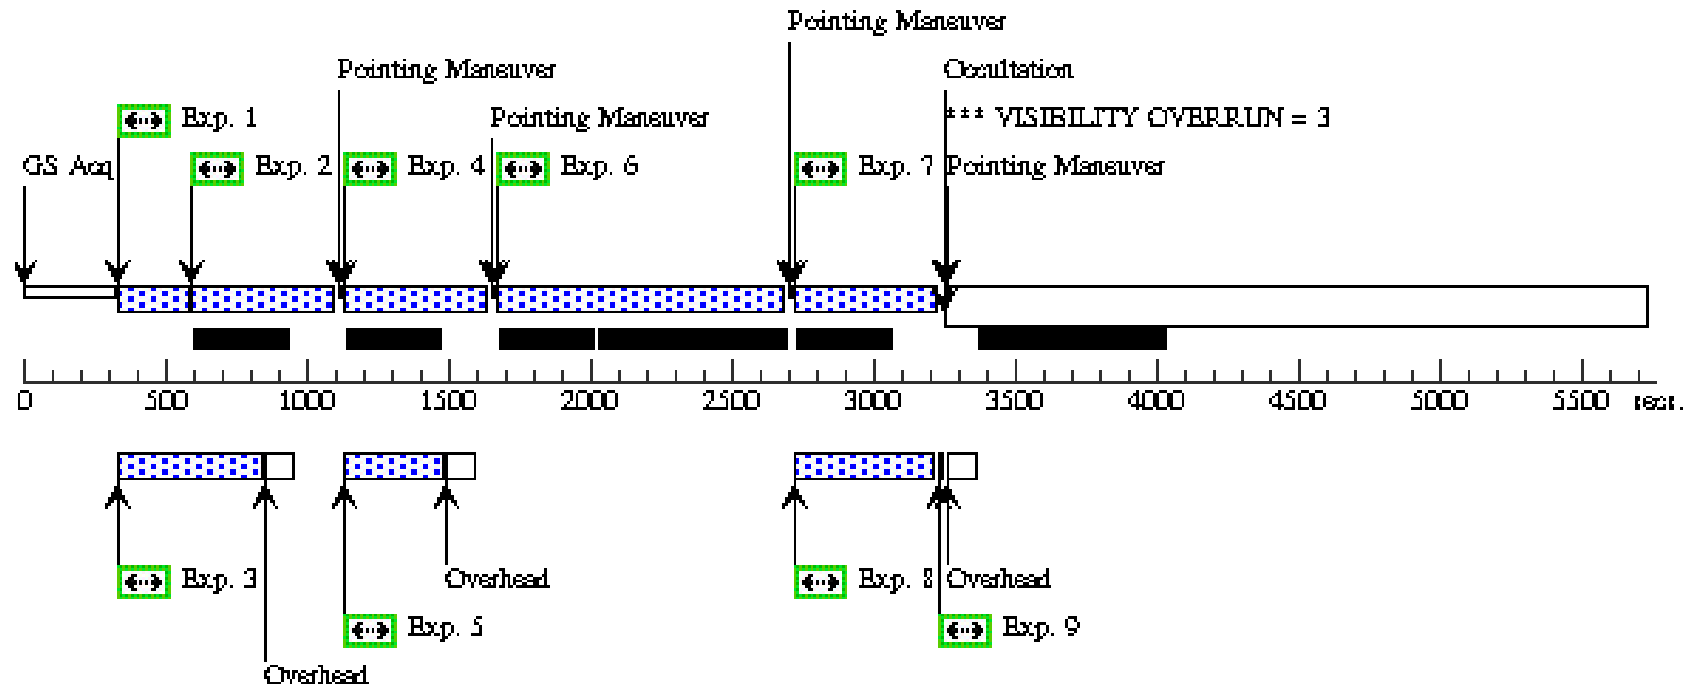 Pointing Maneuver
Pointing Maneuver
Occultation
Exp. 1
Pointing Maneuver
*** VISIBILITY OVERRUN = 3
GS Acq
Exp. 2
Exp. 4
Exp. 6
Exp. 7
Pointing Maneuver
0 500 1000 1500 2000 2500 3000 3500 4000 4500 5000 5500 secs.
Exp. 3
Overhead
Exp. 8
Overhead
Exp. 5
Exp. 9
Overhead